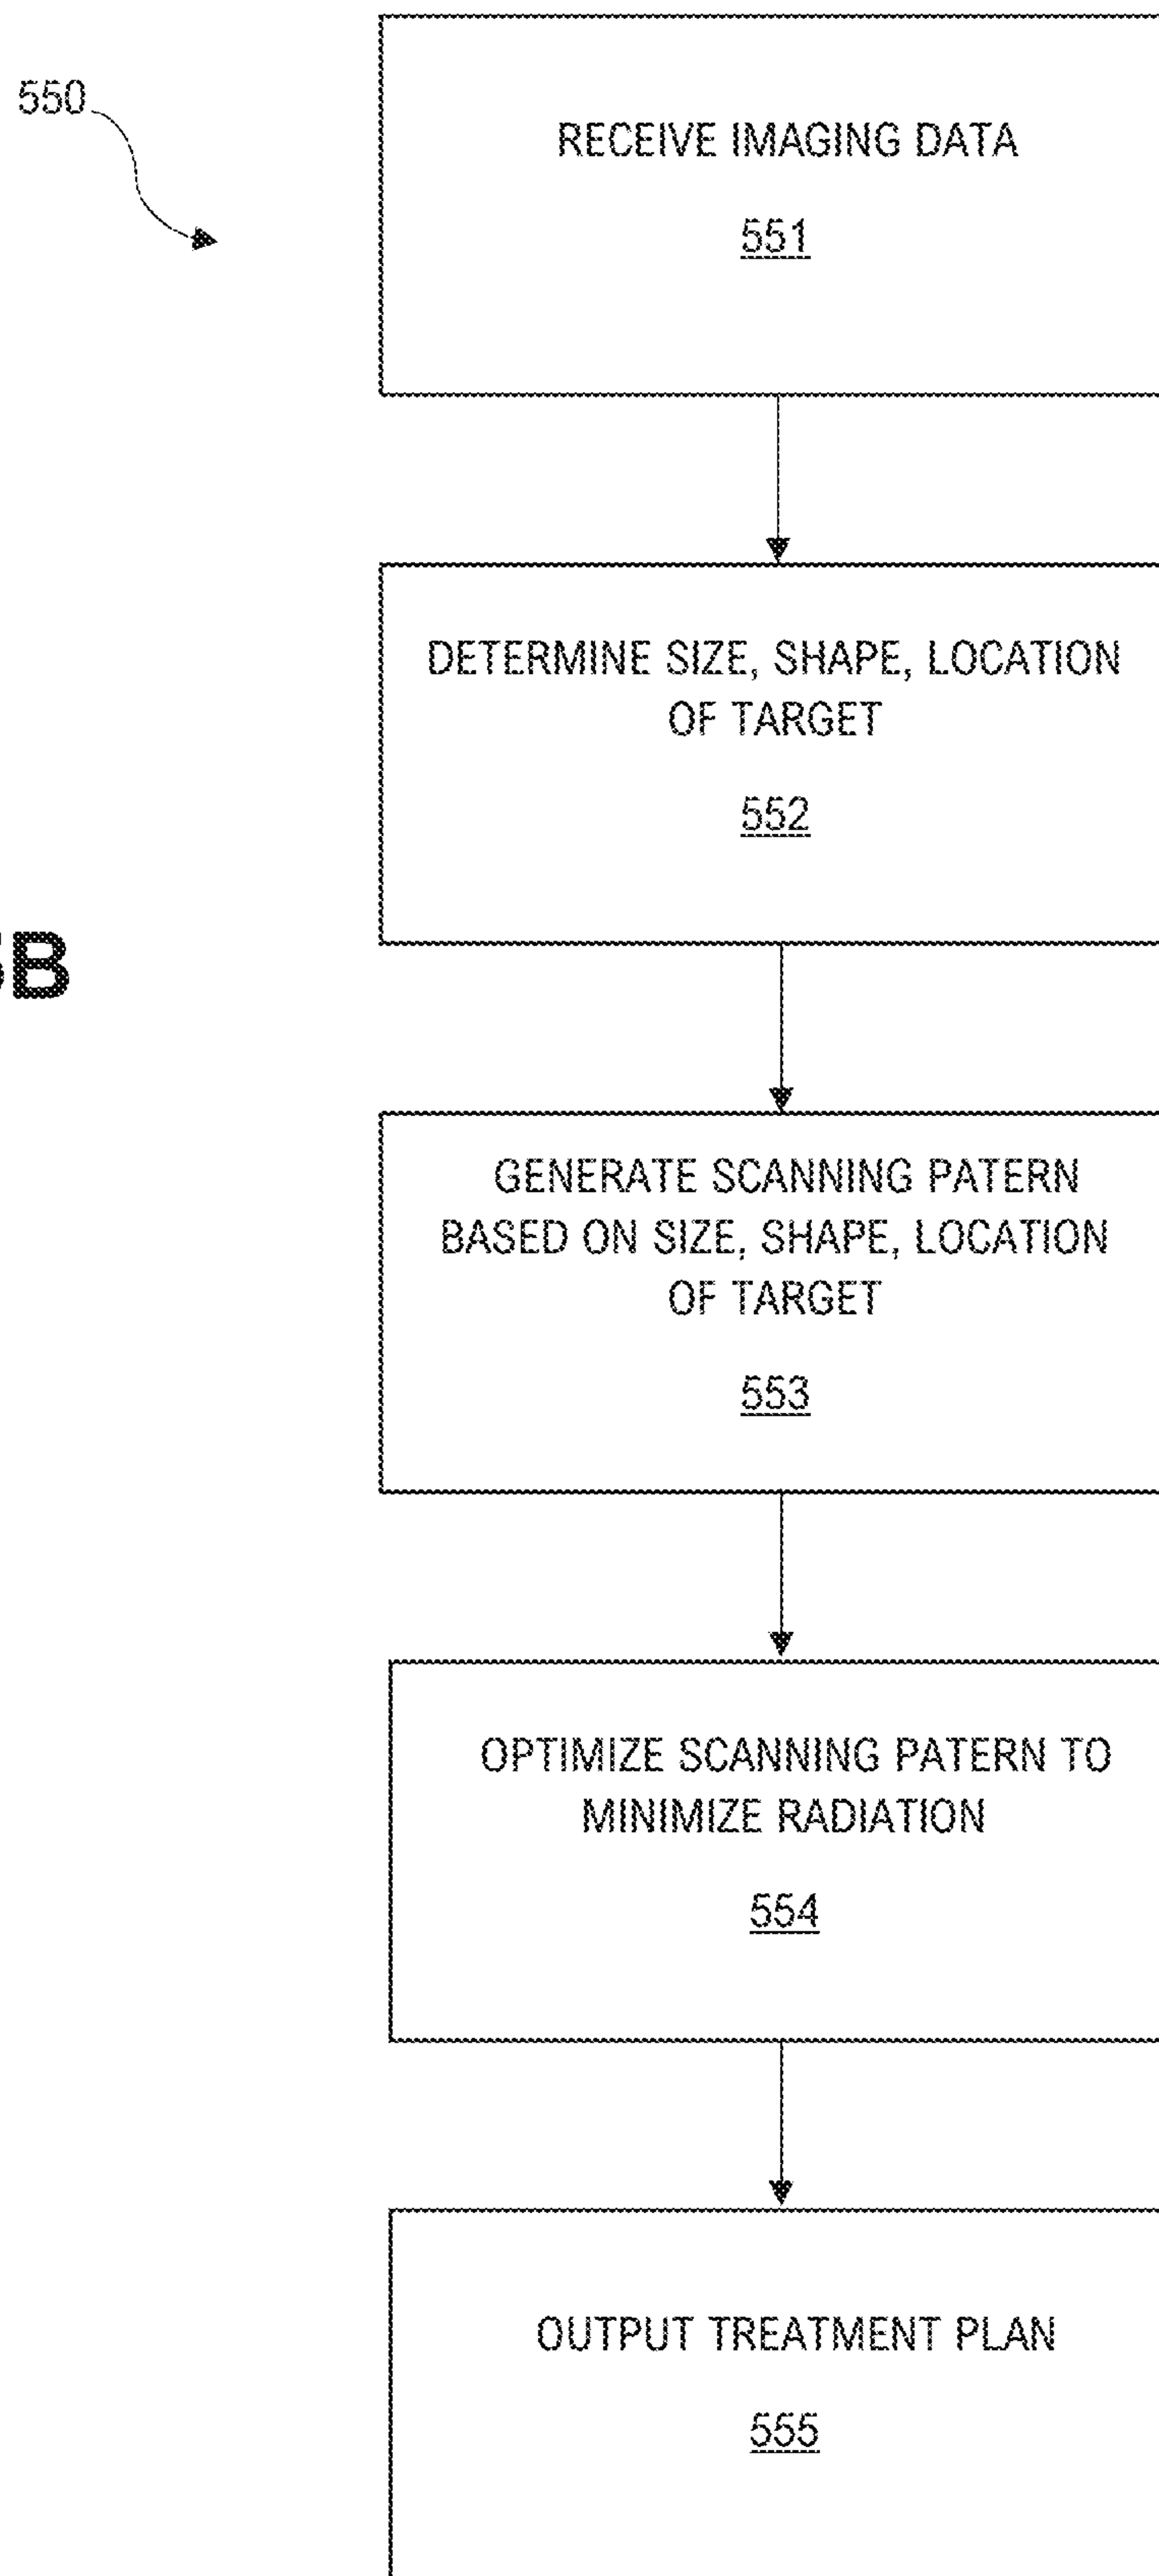 550
RECEIVE IMAGING DATA
551
DETERMINE SIZE, SHAPE, LOCATION
OF TARGET
552
5B
GENERATE SCANNING PATERN
BASED ON SIZE, SHAPE, LOCATION
OF TARGET
553
OPTIMIZE SCANNING PATERN TO
MINIMIZE RADIATION
554
OUTPUT TREATMENT PLAN
555